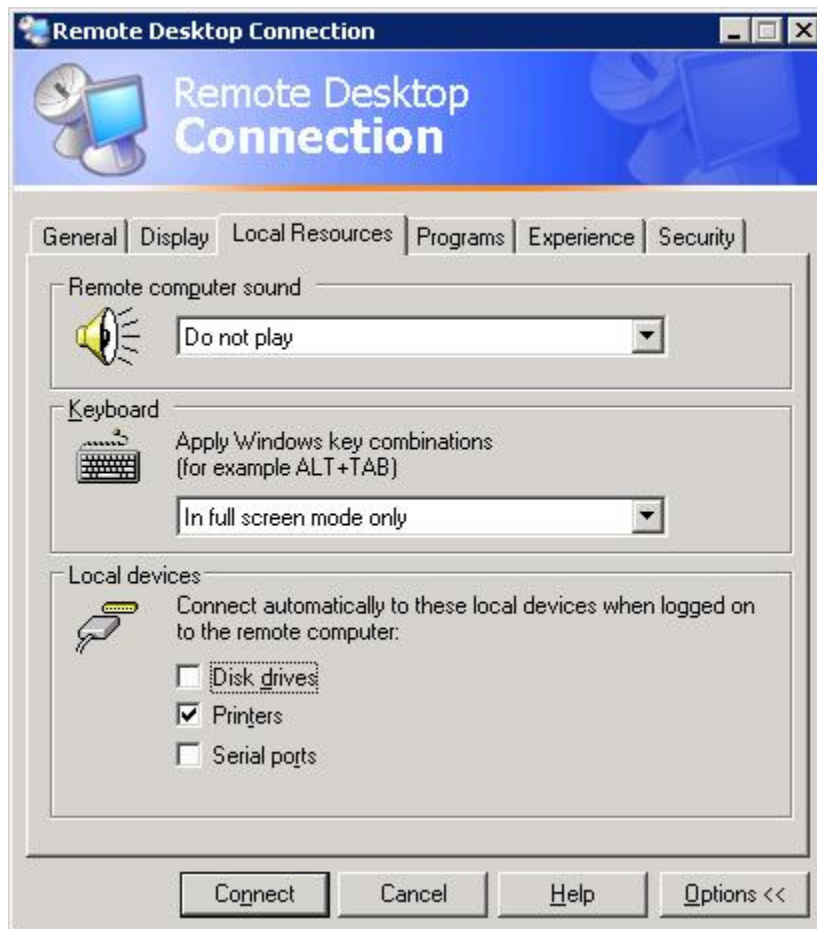 Remote Desktop Connection
Remote Desktop
Connection
General
Display
Local Resources
Programs
Experience
Security
Remote computer sound
Do not play
Keyboard
Apply Windows key combinations
(for example ALT+TAB)
In full screen mode only
Local devices
Connect automatically to these local devices when logged on
to the remote computer:
Disk drives
Printers
Serial ports
Connect
Cancel
Help
Options <<